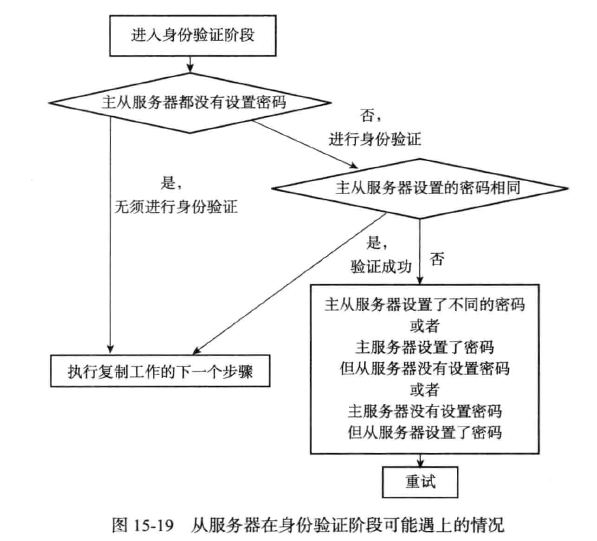 进入身份验证阶段
主从服务器都没有设置密码
否,
进行身份验证
是,
无须进行身份验证
主从服务器设置的密码相同
是,
验证成功
否
主从服务器设置了不同的密码
或者
主服务器设置了密码
但从服务器没有设置密码
或者
主服务器没有设置密码
但从服务器设置了密码
执行复制工作的下一个步骤
重试
图 15-19 从服务器在身份验证阶段可能遇上的情况